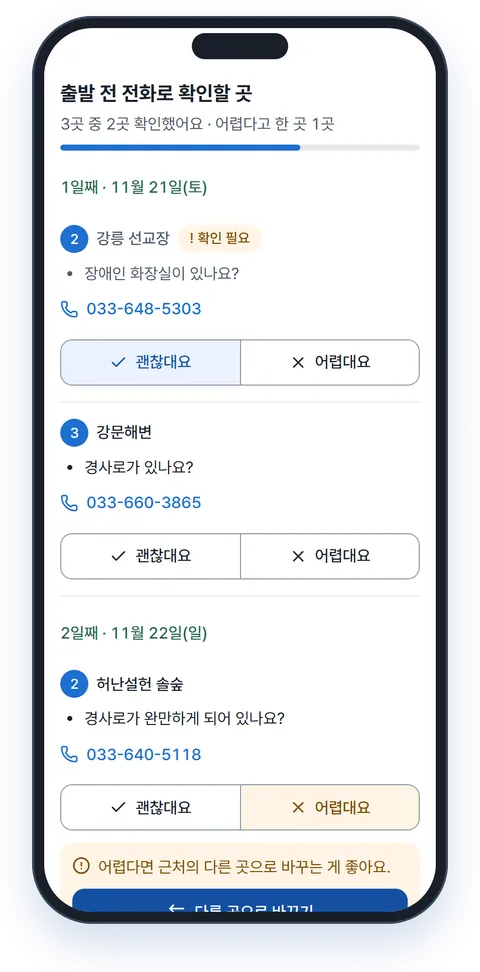 출발 전 전화로 확인할 곳
3곳 중 2곳 확인했어요 · 어렵다고 한 곳 1곳
1일째 · 11월 21일(토)
2 강릉 선교장 ! 확인 필요
• 장애인 화장실이 있나요?
033-648-5303
✓ 괜찮대요 ✕ 어렵대요
3 강문해변
• 경사로가 있나요?
033-660-3865
✓ 괜찮대요 ✕ 어렵대요
2일째 · 11월 22일(일)
2 허난설헌 솔숲
• 경사로가 완만하게 되어 있나요?
033-640-5118
✓ 괜찮대요 ✕ 어렵대요
어렵다면 근처의 다른 곳으로 바꾸는 게 좋아요.
← 다른 곳으로 바꾸기